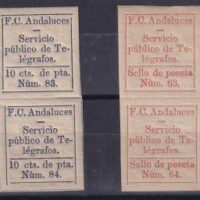 F.C. Andaluces
Servicio
público de Te-
légrafos.
10 cts. de pta.
Núm. 83.
F.C. Andaluces
Servicio
público de Te-
légrafos.
Sello de peseta
Núm. 63.
F.C. Andaluces
Servicio
público de Te-
légrafos.
10 cts. de pta.
Núm. 84.
F.C. Andaluces
Servicio
público de Te-
légrafos.
Sello de peseta
Núm. 64.